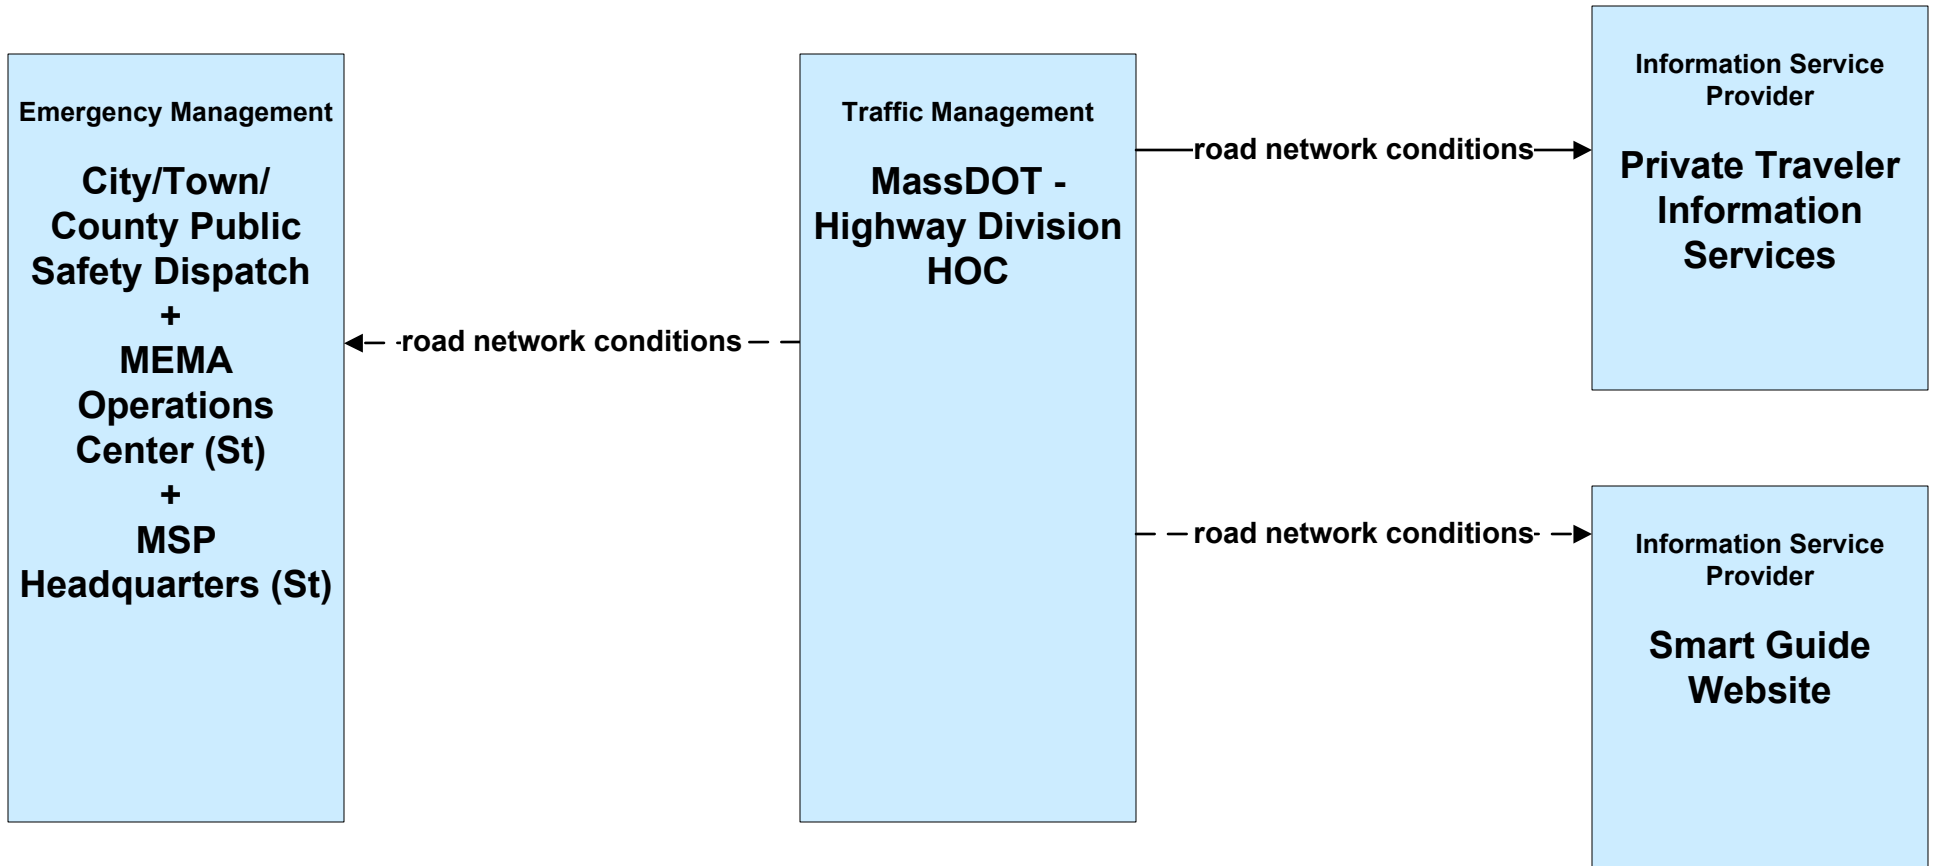 Emergency Management
City/Town/
County Public
Safety Dispatch
+
MEMA
Operations
Center (St)
+
MSP
Headquarters (St)
road network conditions
Traffic Management
MassDOT -
Highway Division
HOC
road network conditions
road network conditions
Information Service
Provider
Private Traveler
Information
Services
Information Service
Provider
Smart Guide
Website